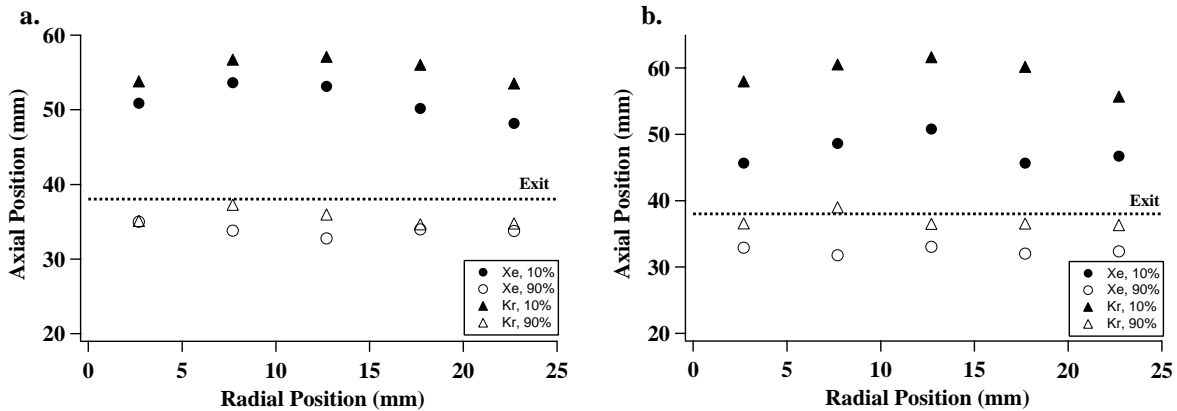 a.
60
50
40
30
20
Axial Position (mm)
Exit
Xe, 10%
Xe, 90%
Kr, 10%
Kr, 90%
0 5 10 15 20 25
Radial Position (mm)
b.
60
50
40
30
20
Axial Position (mm)
Exit
Xe, 10%
Xe, 90%
Kr, 10%
Kr, 90%
0 5 10 15 20 25
Radial Position (mm)